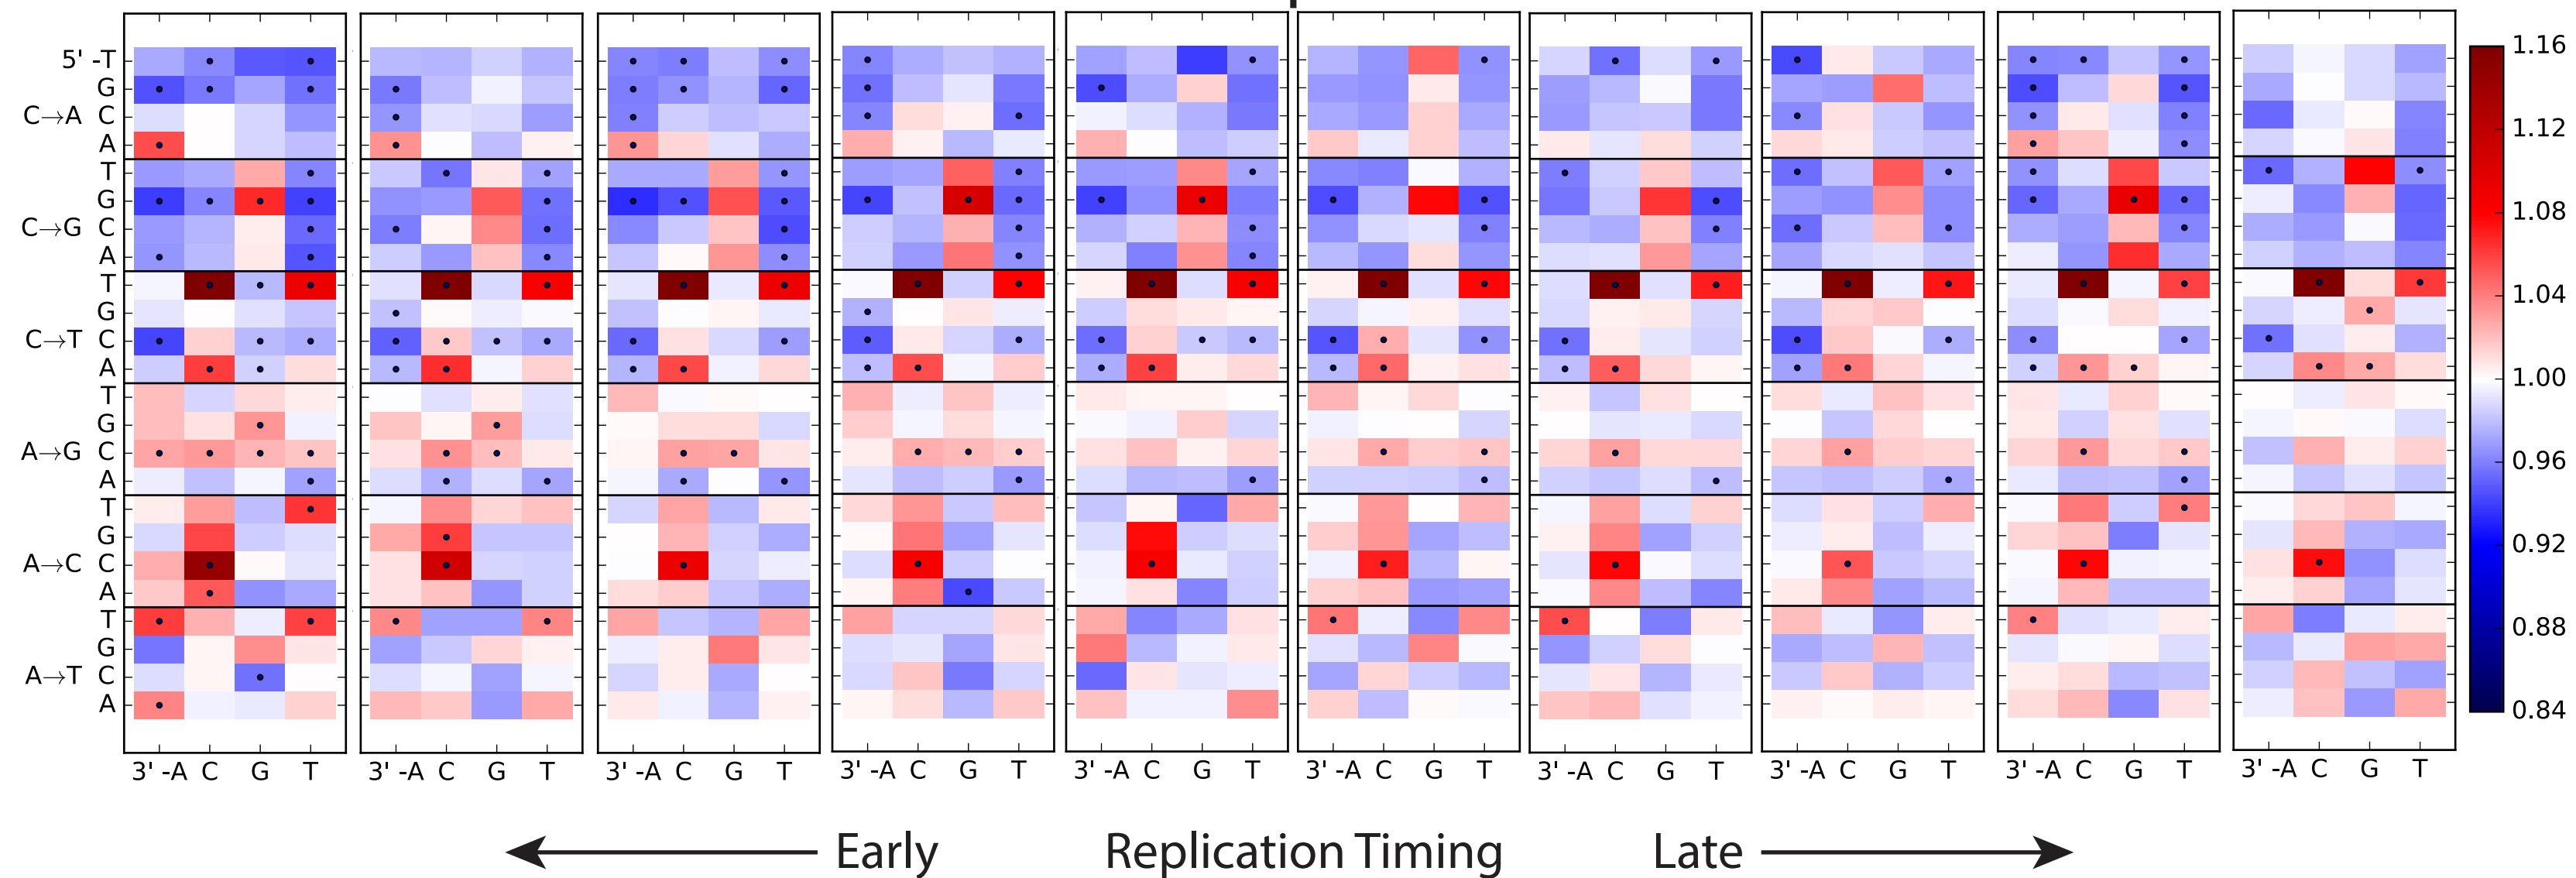 5' -T
G
C→A C
A
T
G
C→G C
A
T
G
C→T C
A
T
G
A→G C
A
T
G
A→C C
A
T
G
A→T C
A
3' -A C G T 3' -A C G T 3' -A C G T 3' -A C G T 3' -A C G T 3' -A C G T 3' -A C G T 3' -A C G T 3' -A C G T 3' -A C G T
1.16
1.12
1.08
1.04
1.00
0.96
0.92
0.88
0.84
Early Replication Timing Late